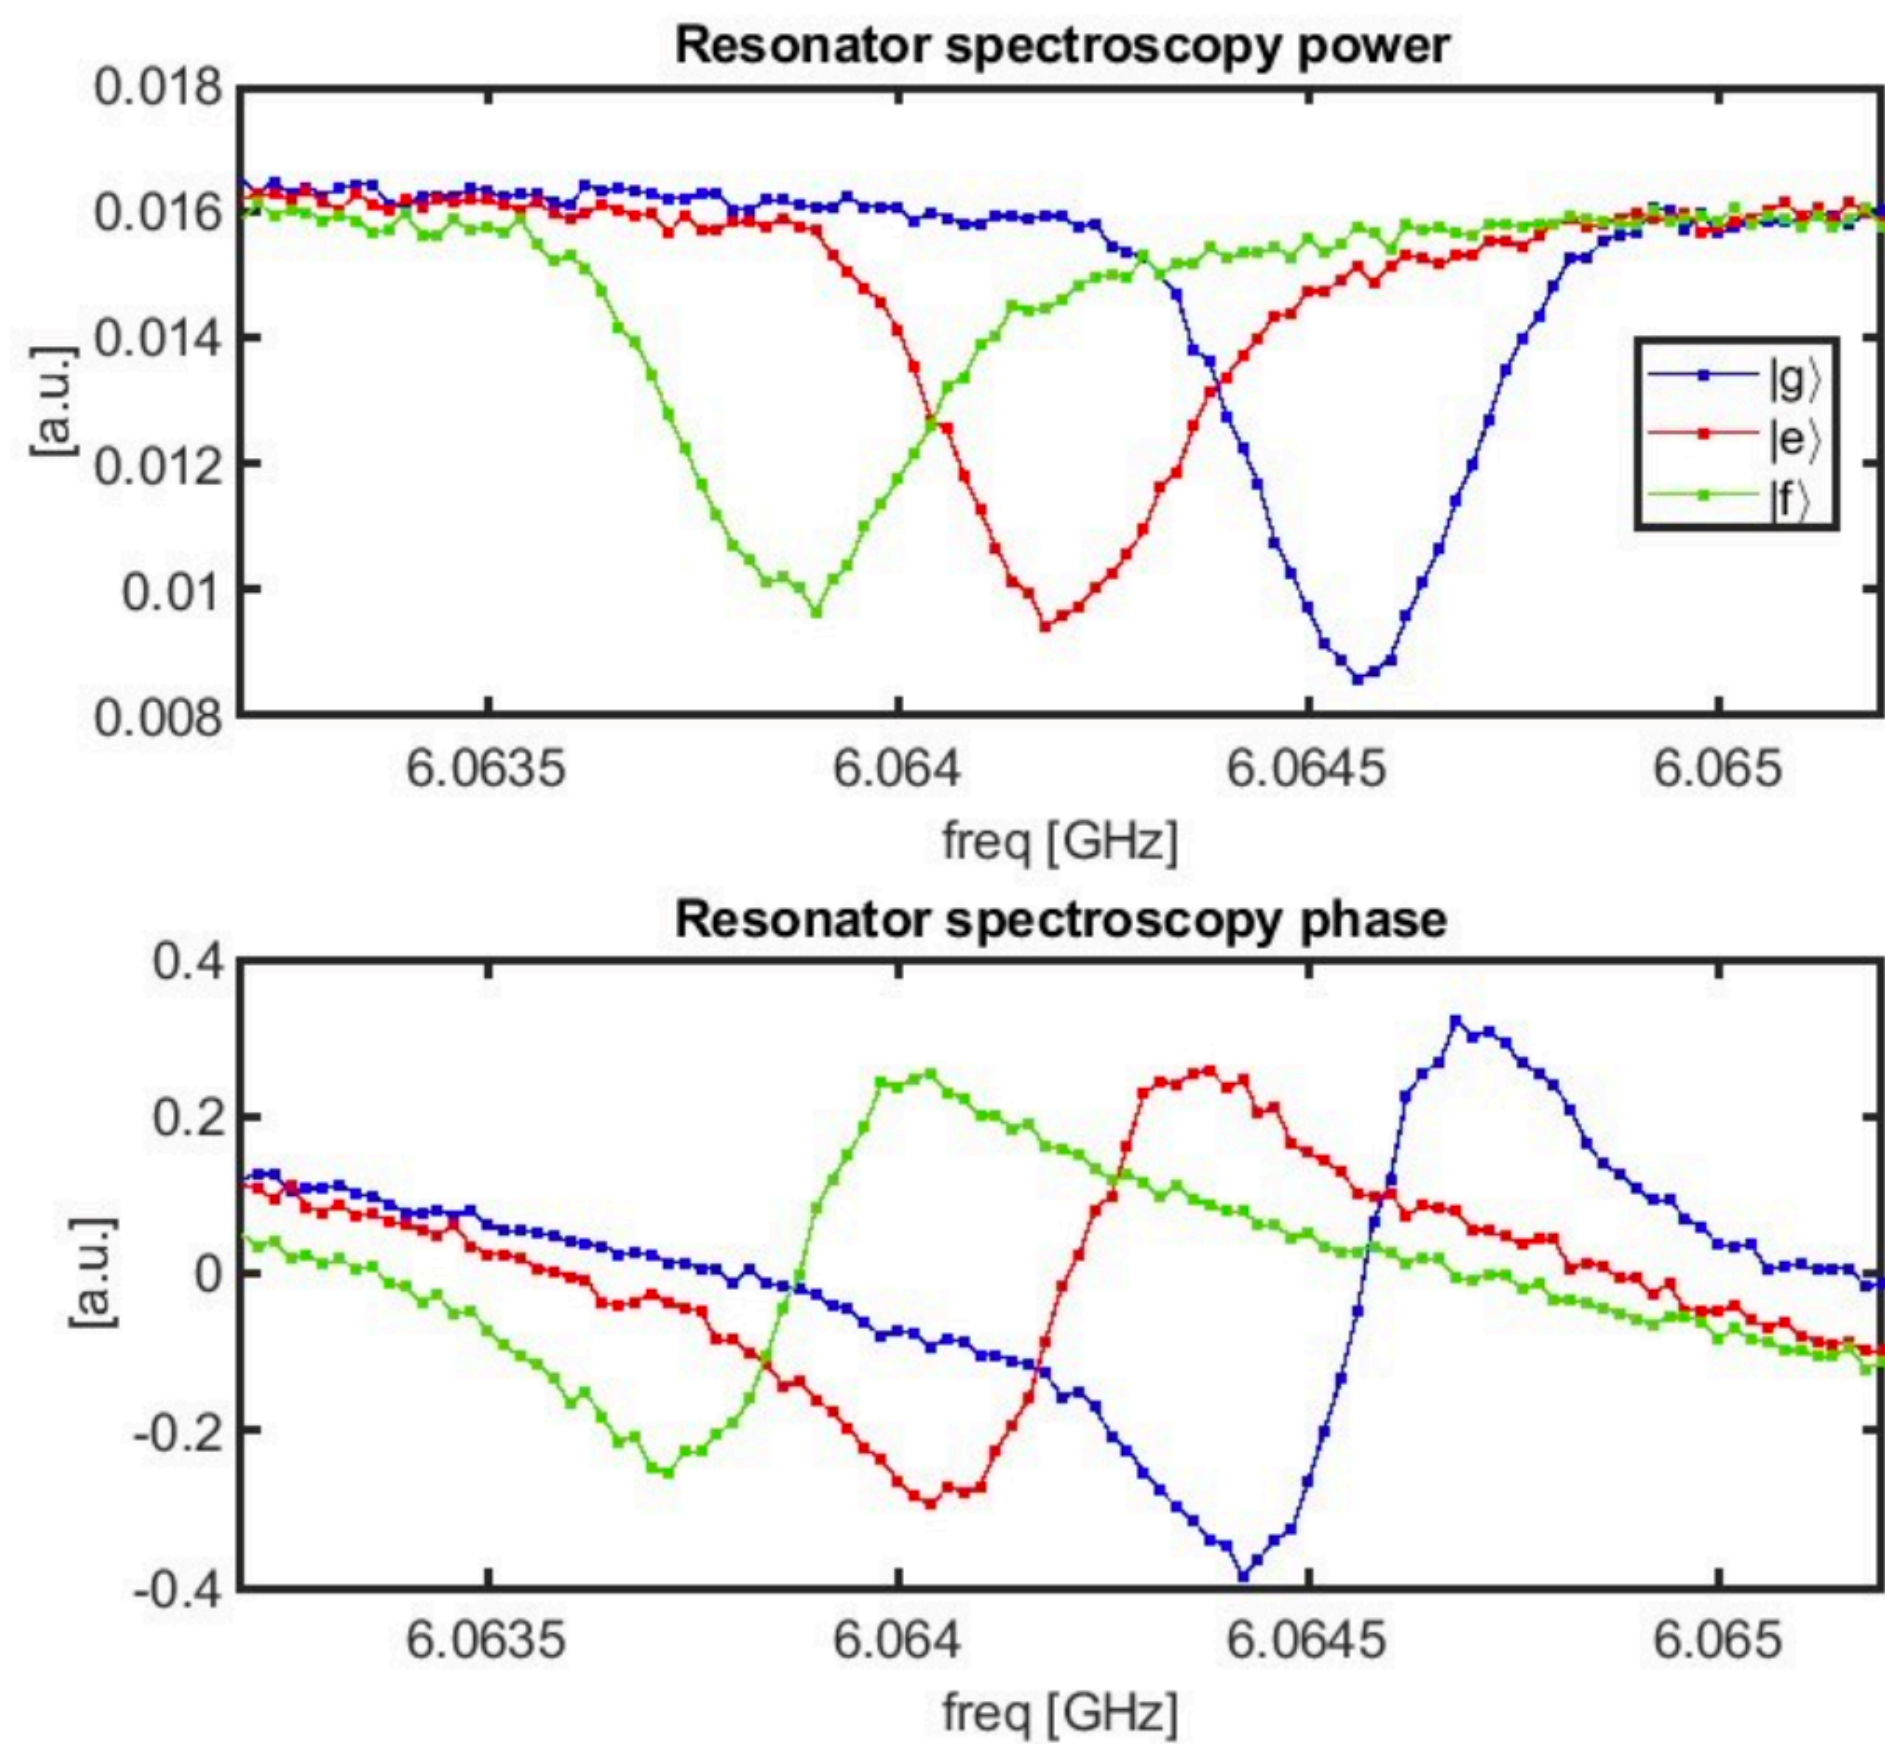 Resonator spectroscopy power
0.018
0.016
0.014
0.012
0.01
0.008
[a.u.]
|g⟩
|e⟩
|f⟩
6.0635 6.064 6.0645 6.065
freq [GHz]
Resonator spectroscopy phase
0.4
0.2
0
-0.2
-0.4
[a.u.]
6.0635 6.064 6.0645 6.065
freq [GHz]